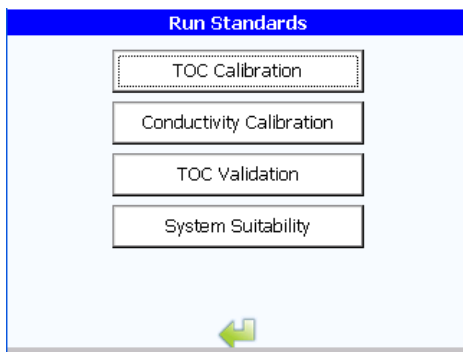 Run Standards
TOC Calibration
Conductivity Calibration
TOC Validation
System Suitability